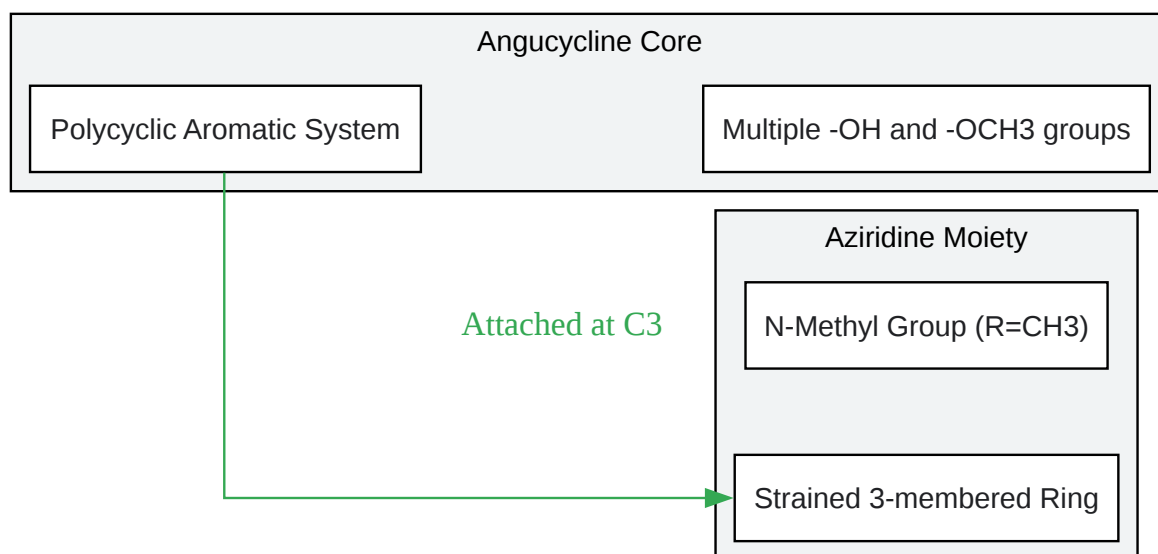 Angucycline Core
Polycyclic Aromatic System
Multiple -OH and -OCH3 groups
Aziridine Moiety
Attached at C3
N-Methyl Group (R=CH3)
Strained 3-membered Ring